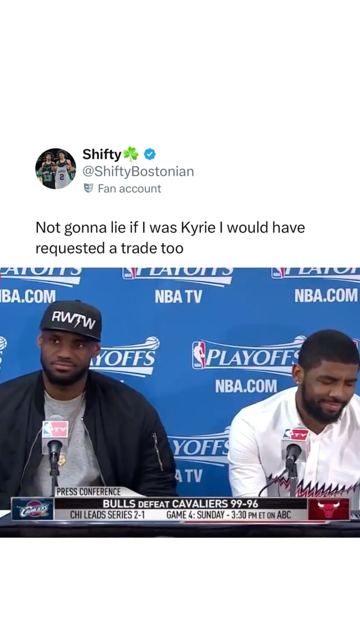 Shifty☘️
@ShiftyBostonian
Fan account
Not gonna lie if I was Kyrie I would have
requested a trade too
PLAYOFFS
NBA.COM
NBA TV
NBA.COM
RWTW
PLAYOFFS
NBA.COM
PRESS CONFERENCE
BULLS DEFEAT CAVALIERS 99-96
CHI LEADS SERIES 2-1 GAME 4: SUNDAY - 3:30 PM ET ON ABC